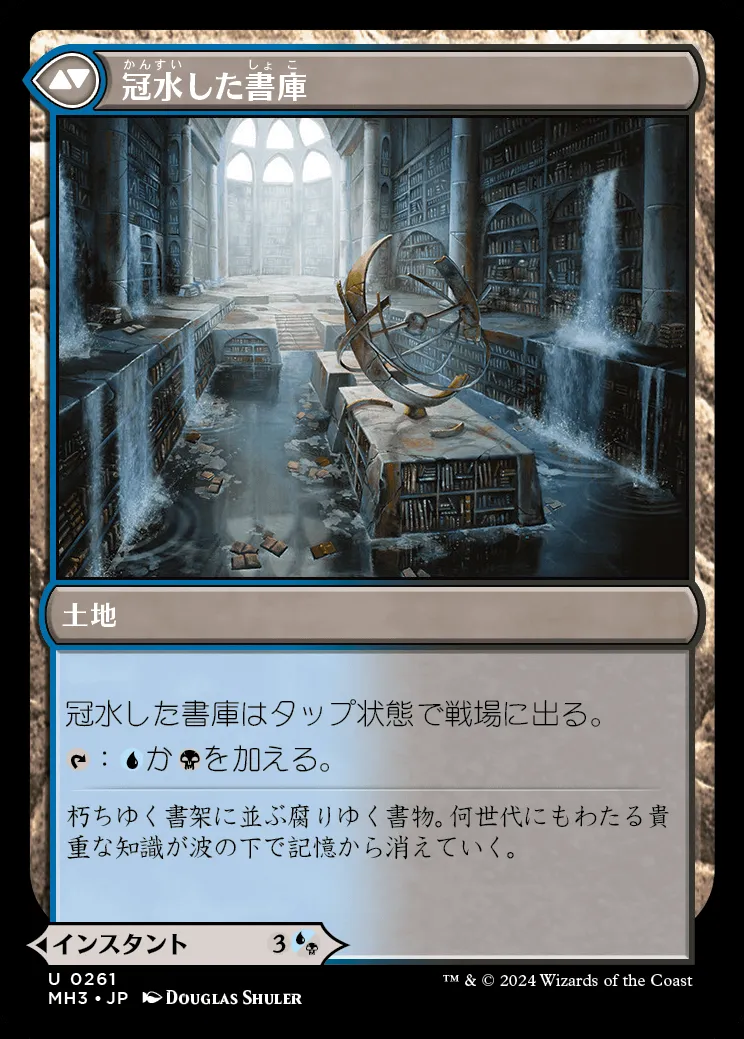 かんすい しょこ
冠水した書庫
土地
冠水した書庫はタップ状態で戦場に出る。
：か を加える。
朽ちゆく書架に並ぶ腐りゆく書物。何世代にもわたる貴
重な知識が波の下で記憶から消えていく。
インスタント 3
U 0261
MH3 • JP Douglas Shuler
™ & © 2024 Wizards of the Coast